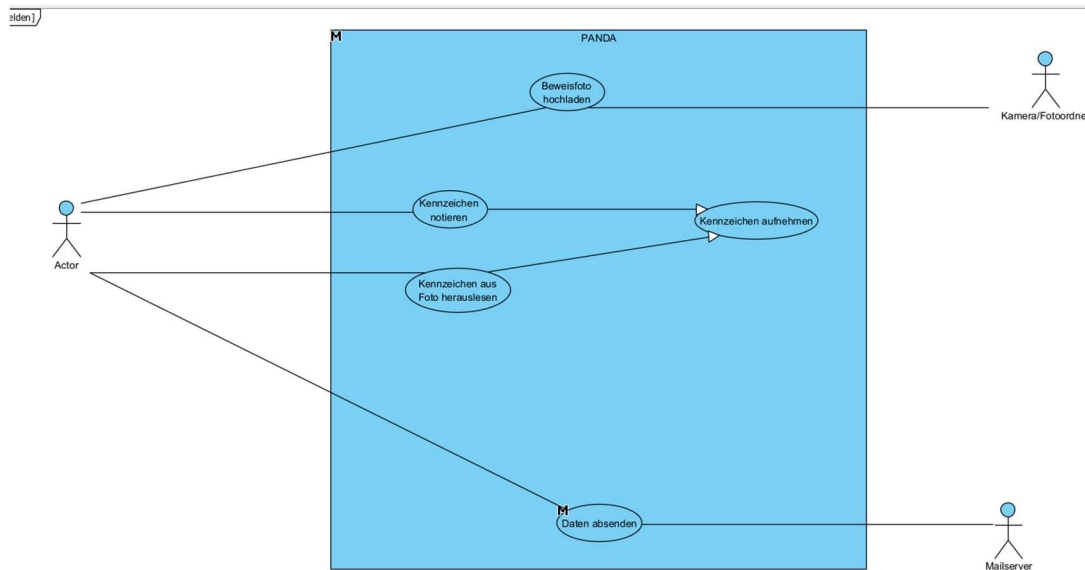 elden]
M
PANDA
Beweisfoto
hochladen
Kamera/Fotoordne
Kennzeichen
notieren
Kennzeichen aufnehmen
Actor
Kennzeichen aus
Foto herauslesen
M
Daten absenden
Mailserver